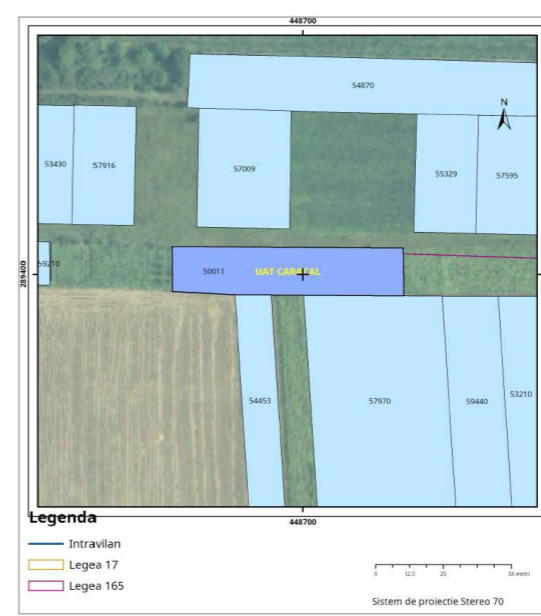 448700
54870
N
53430
57916
57009
55329
57595
59210
289400
50011
UAT CARACAL
54453
57970
59440
53210
448700
Legenda
Intravilan
Legea 17
Legea 165
0 12.5 25 50 metri
Sistem de proiectie Stereo 70